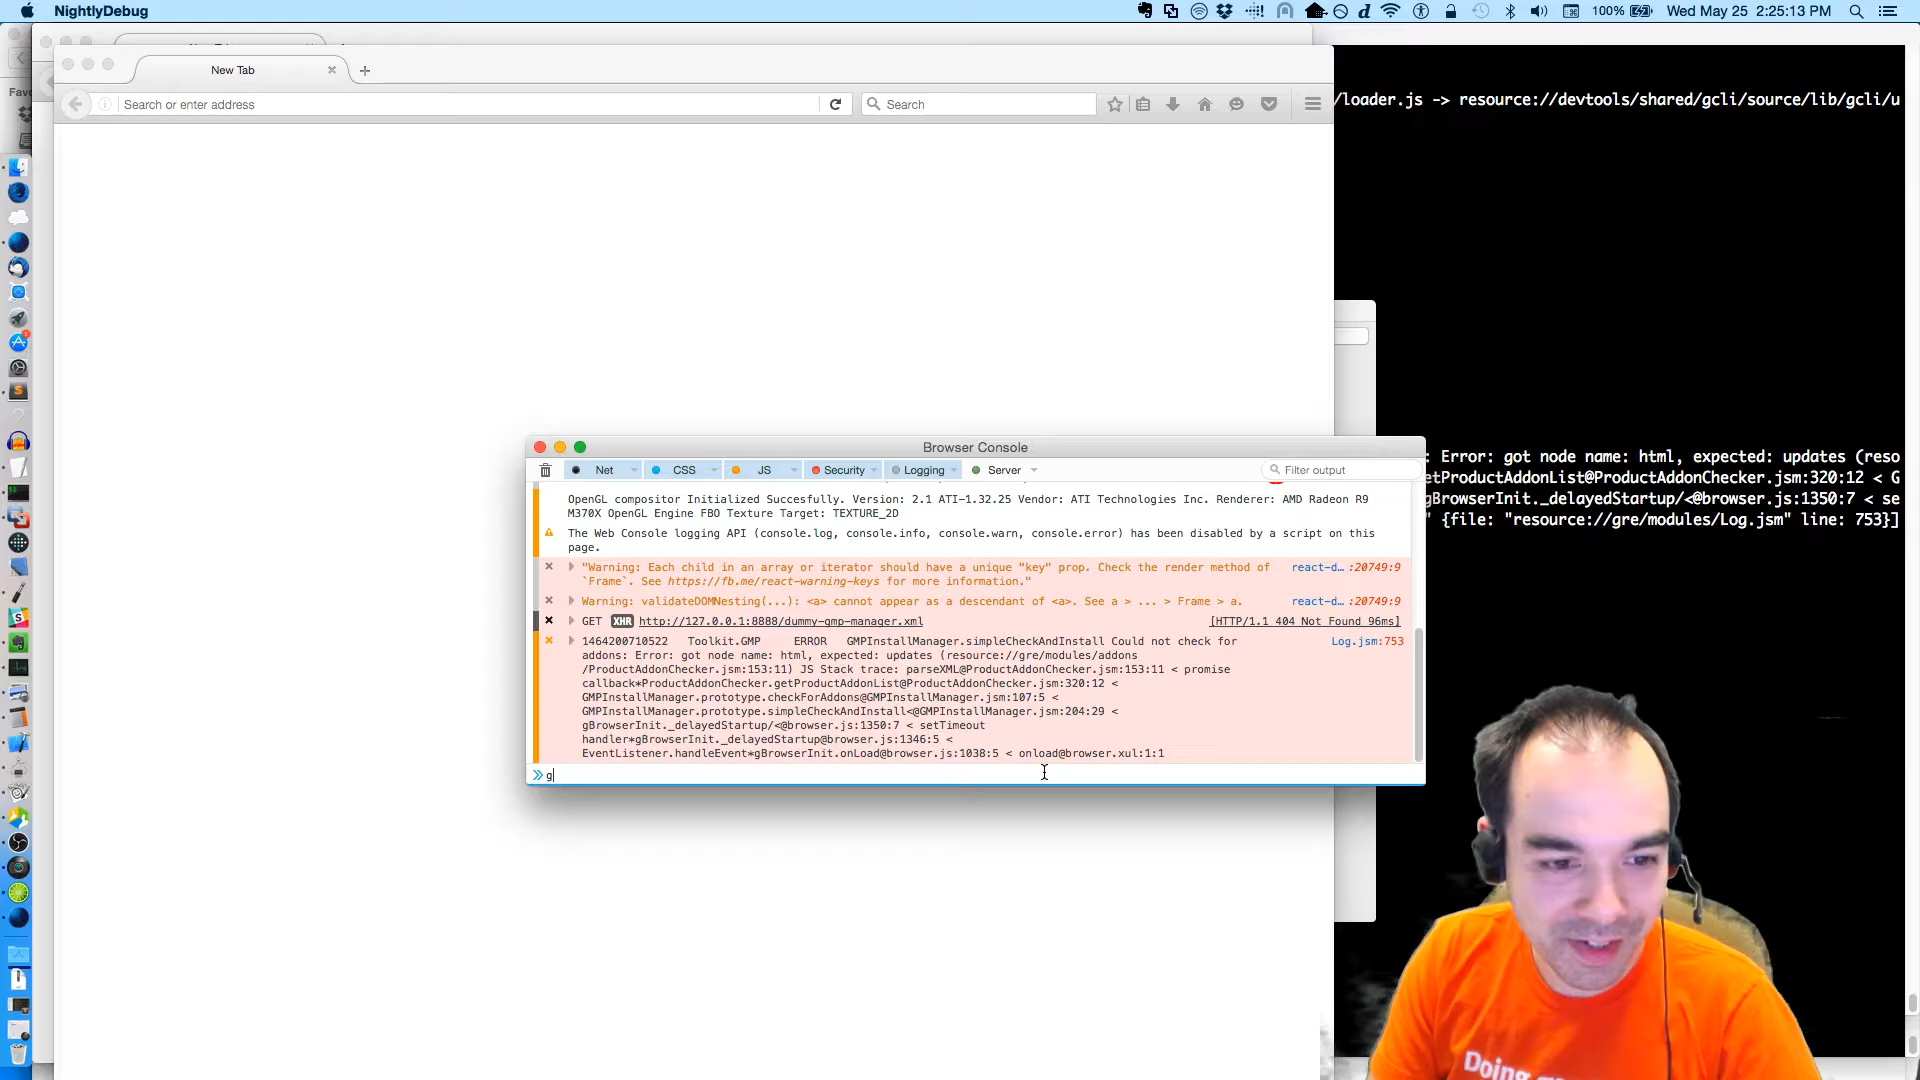 NightlyDebug
100%
Wed May 25 2:25:13 PM
Fav
New Tab
Search or enter address
Search
/loader.js -> resource://devtools/shared/gcli/source/lib/gcli/u
: Error: got node name: html, expected: updates (reso
etProductAddonList@ProductAddonChecker.jsm:320:12 < G
gBrowserInit._delayedStartup/<@browser.js:1350:7 < se
" {file: "resource://gre/modules/Log.jsm" line: 753}]
Browser Console
Net
CSS
JS
Security
Logging
Server
Filter output
OpenGL compositor Initialized Succesfully. Version: 2.1 ATI-1.32.25 Vendor: ATI Technologies Inc. Renderer: AMD Radeon R9
M370X OpenGL Engine FBO Texture Target: TEXTURE_2D
The Web Console logging API (console.log, console.info, console.warn, console.error) has been disabled by a script on this
page.
"Warning: Each child in an array or iterator should have a unique "key" prop. Check the render method of react-d…:20749:9
`Frame`. See https://fb.me/react-warning-keys for more information."
Warning: validateDOMNesting(...): <a> cannot appear as a descendant of <a>. See a > ... > Frame > a. react-d…:20749:9
GET XHR http://127.0.0.1:8888/dummy-gmp-manager.xml [HTTP/1.1 404 Not Found 96ms]
1464200710522 Toolkit.GMP ERROR GMPInstallManager.simpleCheckAndInstall Could not check for Log.jsm:753
addons: Error: got node name: html, expected: updates (resource://gre/modules/addons
/ProductAddonChecker.jsm:153:11) JS Stack trace: parseXML@ProductAddonChecker.jsm:153:11 < promise
callback*ProductAddonChecker.getProductAddonList@ProductAddonChecker.jsm:320:12 <
GMPInstallManager.prototype.checkForAddons@GMPInstallManager.jsm:107:5 <
GMPInstallManager.prototype.simpleCheckAndInstall<@GMPInstallManager.jsm:204:29 <
gBrowserInit._delayedStartup/<@browser.js:1350:7 < setTimeout
handler*gBrowserInit._delayedStartup@browser.js:1346:5 <
EventListener.handleEvent*gBrowserInit.onLoad@browser.js:1038:5 < onload@browser.xul:1:1
g
Doing